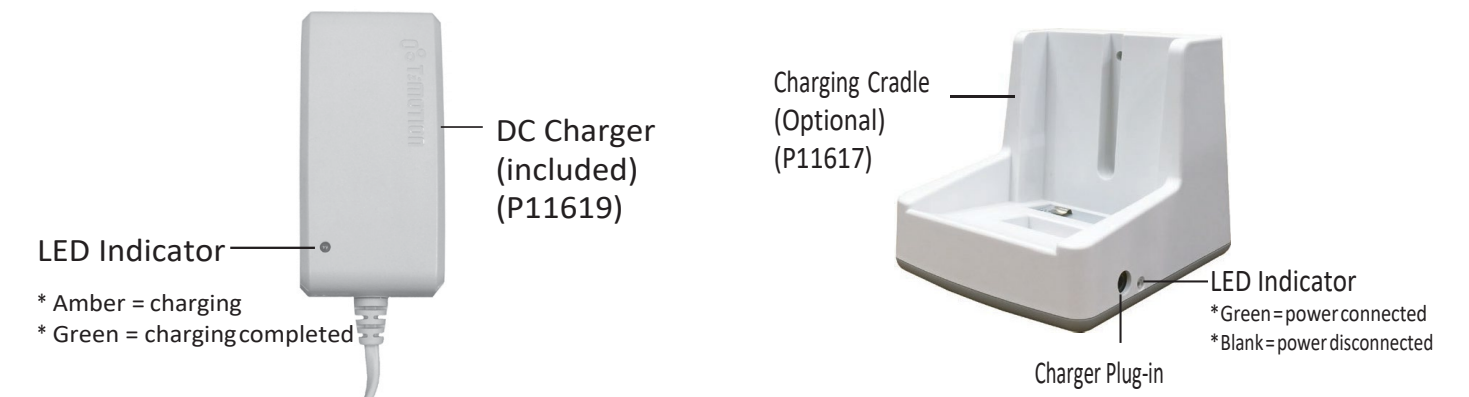 TiMOTION
DC Charger
(included)
(P11619)
LED Indicator
* Amber = charging
* Green = charging completed
Charging Cradle
(Optional)
(P11617)
LED Indicator
*Green = power connected
*Blank = power disconnected
Charger Plug-in